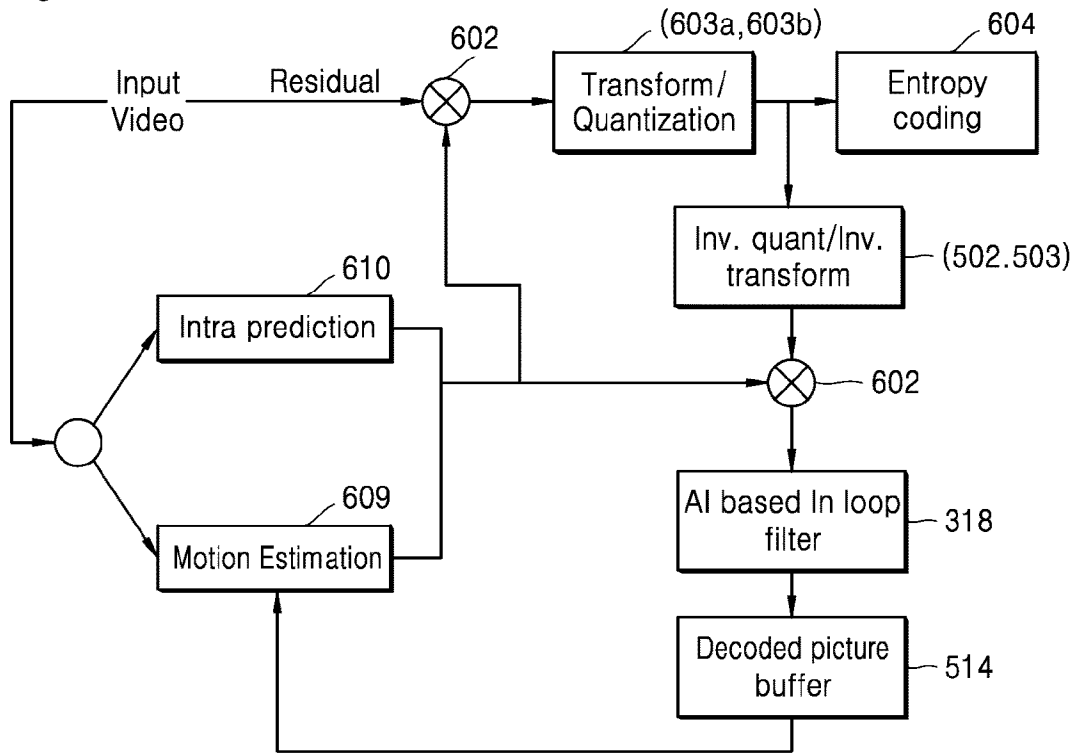 602
(603a,603b)
604
Input
Video
Residual
Transform/
Quantization
Entropy
coding
Inv. quant/Inv.
transform
(502.503)
610
Intra prediction
602
609
Motion Estimation
AI based In loop
filter
318
Decoded picture
buffer
514